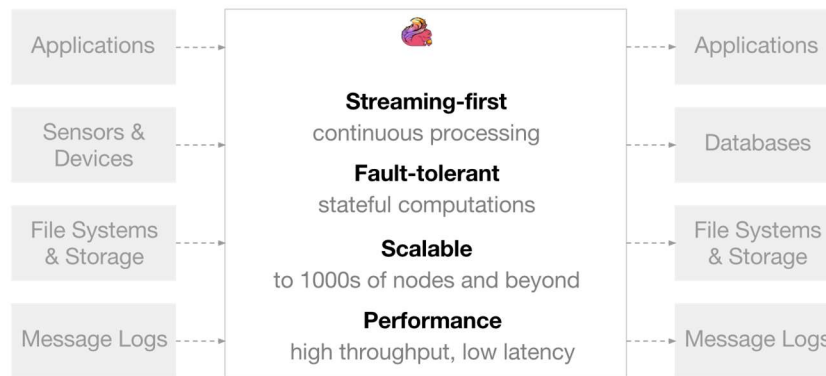 Applications
Sensors &
Devices
File Systems
& Storage
Message Logs
Streaming-first
continuous processing
Fault-tolerant
stateful computations
Scalable
to 1000s of nodes and beyond
Performance
high throughput, low latency
Applications
Databases
File Systems
& Storage
Message Logs